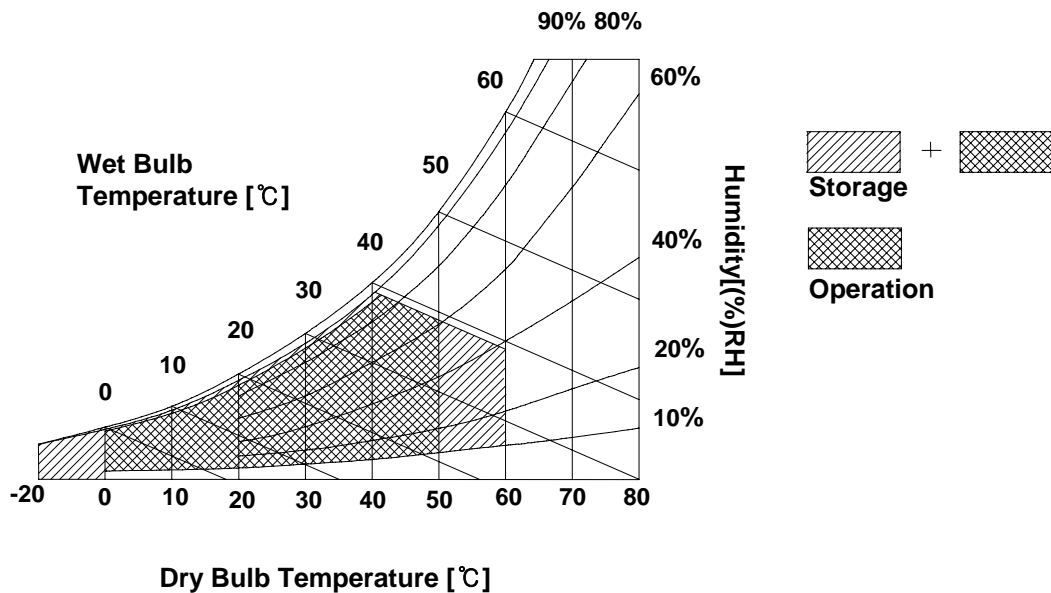 90% 80%
60
60%
50
Wet Bulb
Temperature [℃]
40
30
20
10
0
40%
20%
10%
Humidity[(%)RH]
-20 0 10 20 30 40 50 60 70 80
Dry Bulb Temperature [℃]
+
Storage
Operation